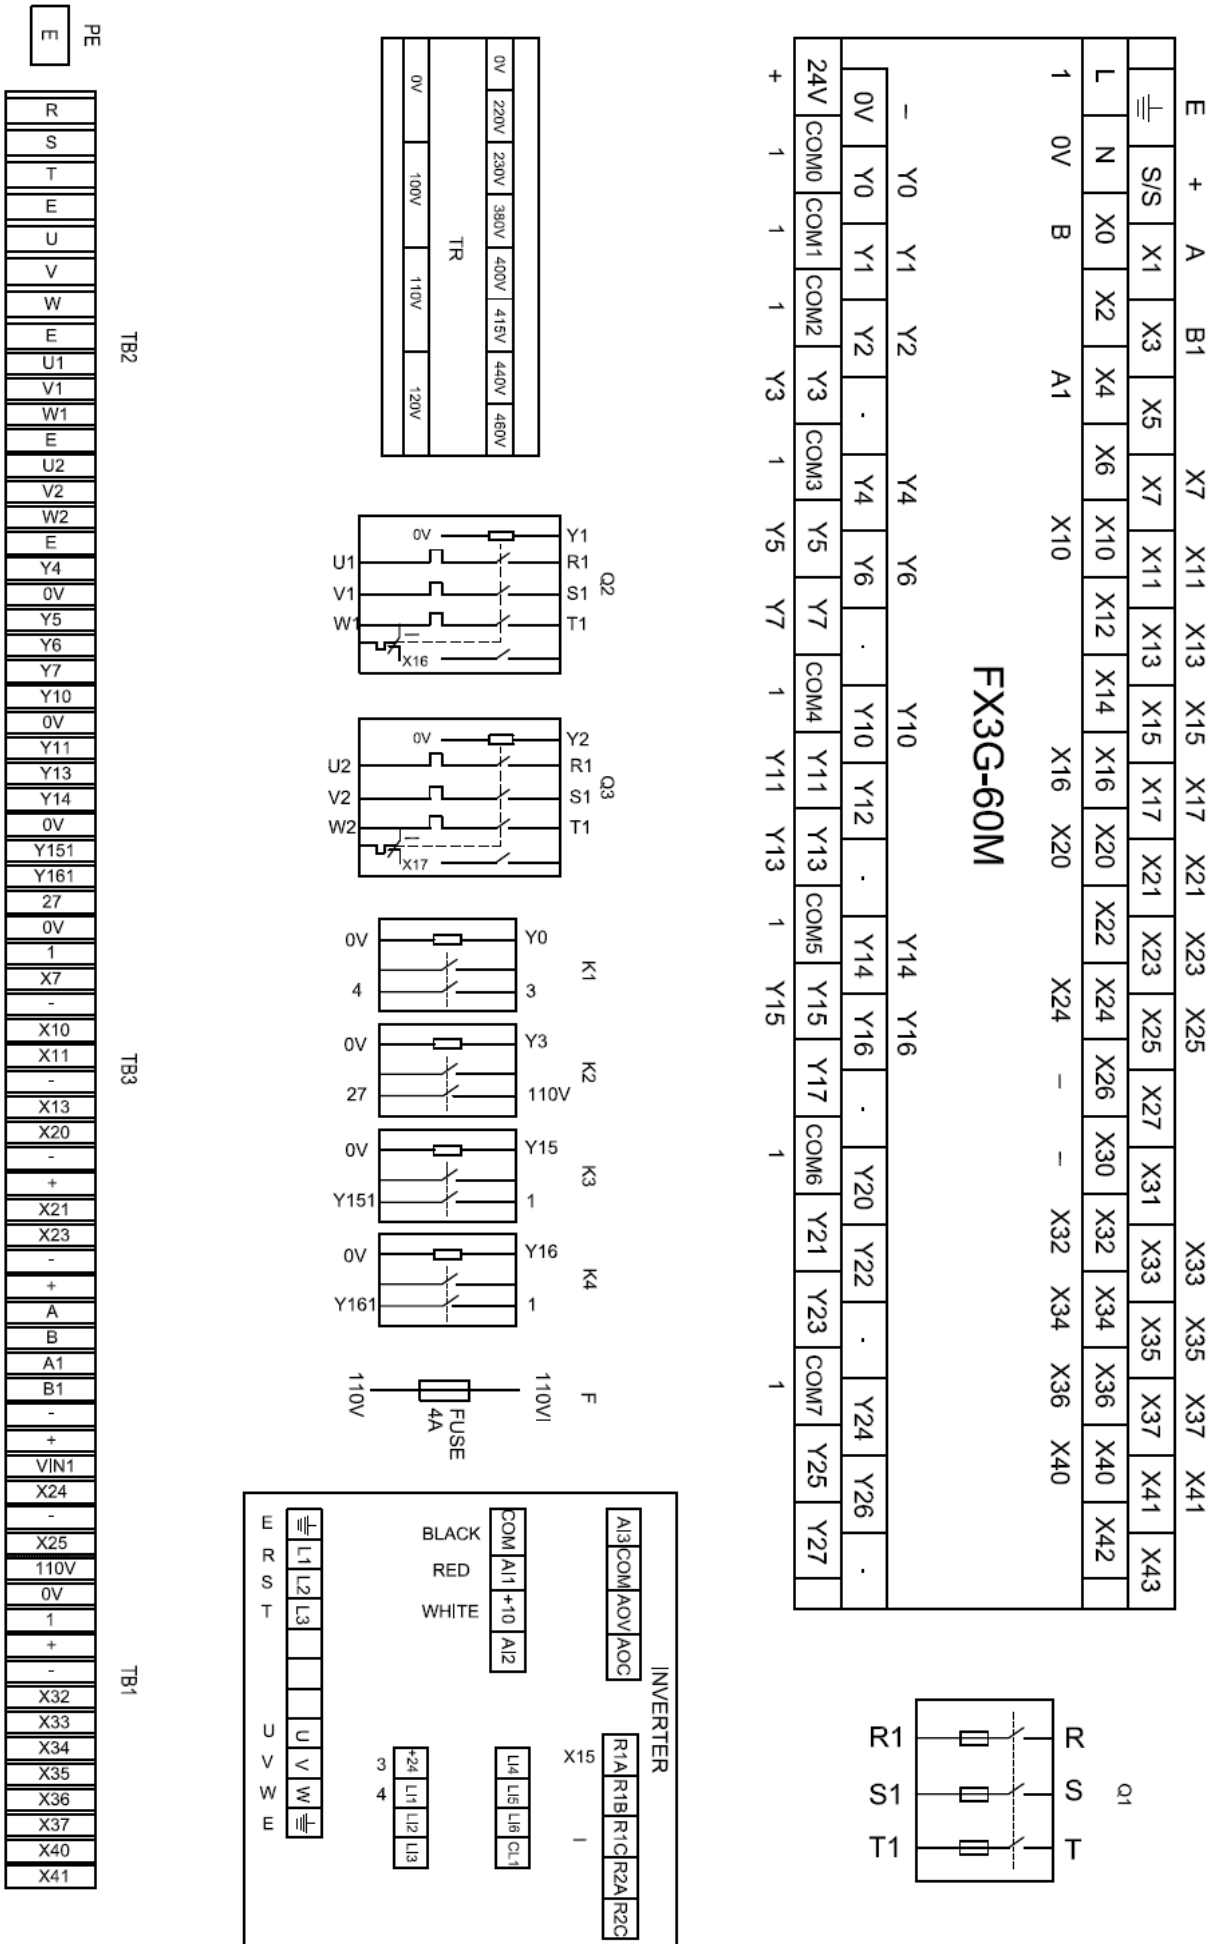 PE
E
R
S
T
E
U
V
W
E
U1
V1
W1
E
U2
V2
W2
E
Y4
0V
Y5
Y6
Y7
Y10
0V
Y11
Y13
Y14
0V
Y151
Y161
27
0V
1
X7
-
X10
X11
-
X13
X20
-
+
X21
X23
-
+
A
B
A1
B1
-
+
VIN1
X24
-
X25
110V
0V
1
+
-
X32
X33
X34
X35
X36
X37
X40
X41
TB2
TB3
TB1
0V 220V 230V 380V 400V 415V 440V 460V
TR
0V 100V 110V 120V
Q2
0V Y1
U1 R1
V1 S1
W1 T1
X16
Q3
0V Y2
U2 R1
V2 S1
W2 T1
X17
K1
0V Y0
4 3
K2
0V Y3
27 110V
K3
0V Y15
Y151 1
K4
0V Y16
Y161 1
F
110V 110VI
FUSE
4A
INVERTER
AI3 COM AOV AOC
R1A R1B R1C R2A R2C
X15 –
COM AI1 +10 AI2
BLACK
RED
WHITE
LI4 LI5 LI6 CL1
+24 LI1 LI2 LI3
3
4
L1 L2 L3 U V W
E
R
S
T
U
V
W
E
E + A B1 X7 X11 X13 X15 X17 X21 X23 X25 X33 X35 X37 X41
S/S X1 X3 X5 X7 X11 X13 X15 X17 X21 X23 X25 X27 X31 X33 X35 X37 X41 X43
L N X0 X2 X4 X6 X10 X12 X14 X16 X20 X22 X24 X26 X30 X32 X34 X36 X40 X42
1 0V B A1 X10 X16 X20 X24 – – X32 X34 X36 X40
FX3G-60M
– Y0 Y1 Y2 Y4 Y6 Y10 Y14 Y16
0V Y0 Y1 Y2 . Y4 Y6 . Y10 Y12 . Y14 Y16 . Y20 Y22 . Y24 Y26 .
24V COM0 COM1 COM2 Y3 COM3 Y5 Y7 COM4 Y11 Y13 COM5 Y15 Y17 COM6 Y21 Y23 COM7 Y25 Y27
+ 1 1 1 Y3 1 Y5 Y7 1 Y11 Y13 1 Y15 1 1
Q1
R1 R
S1 S
T1 T